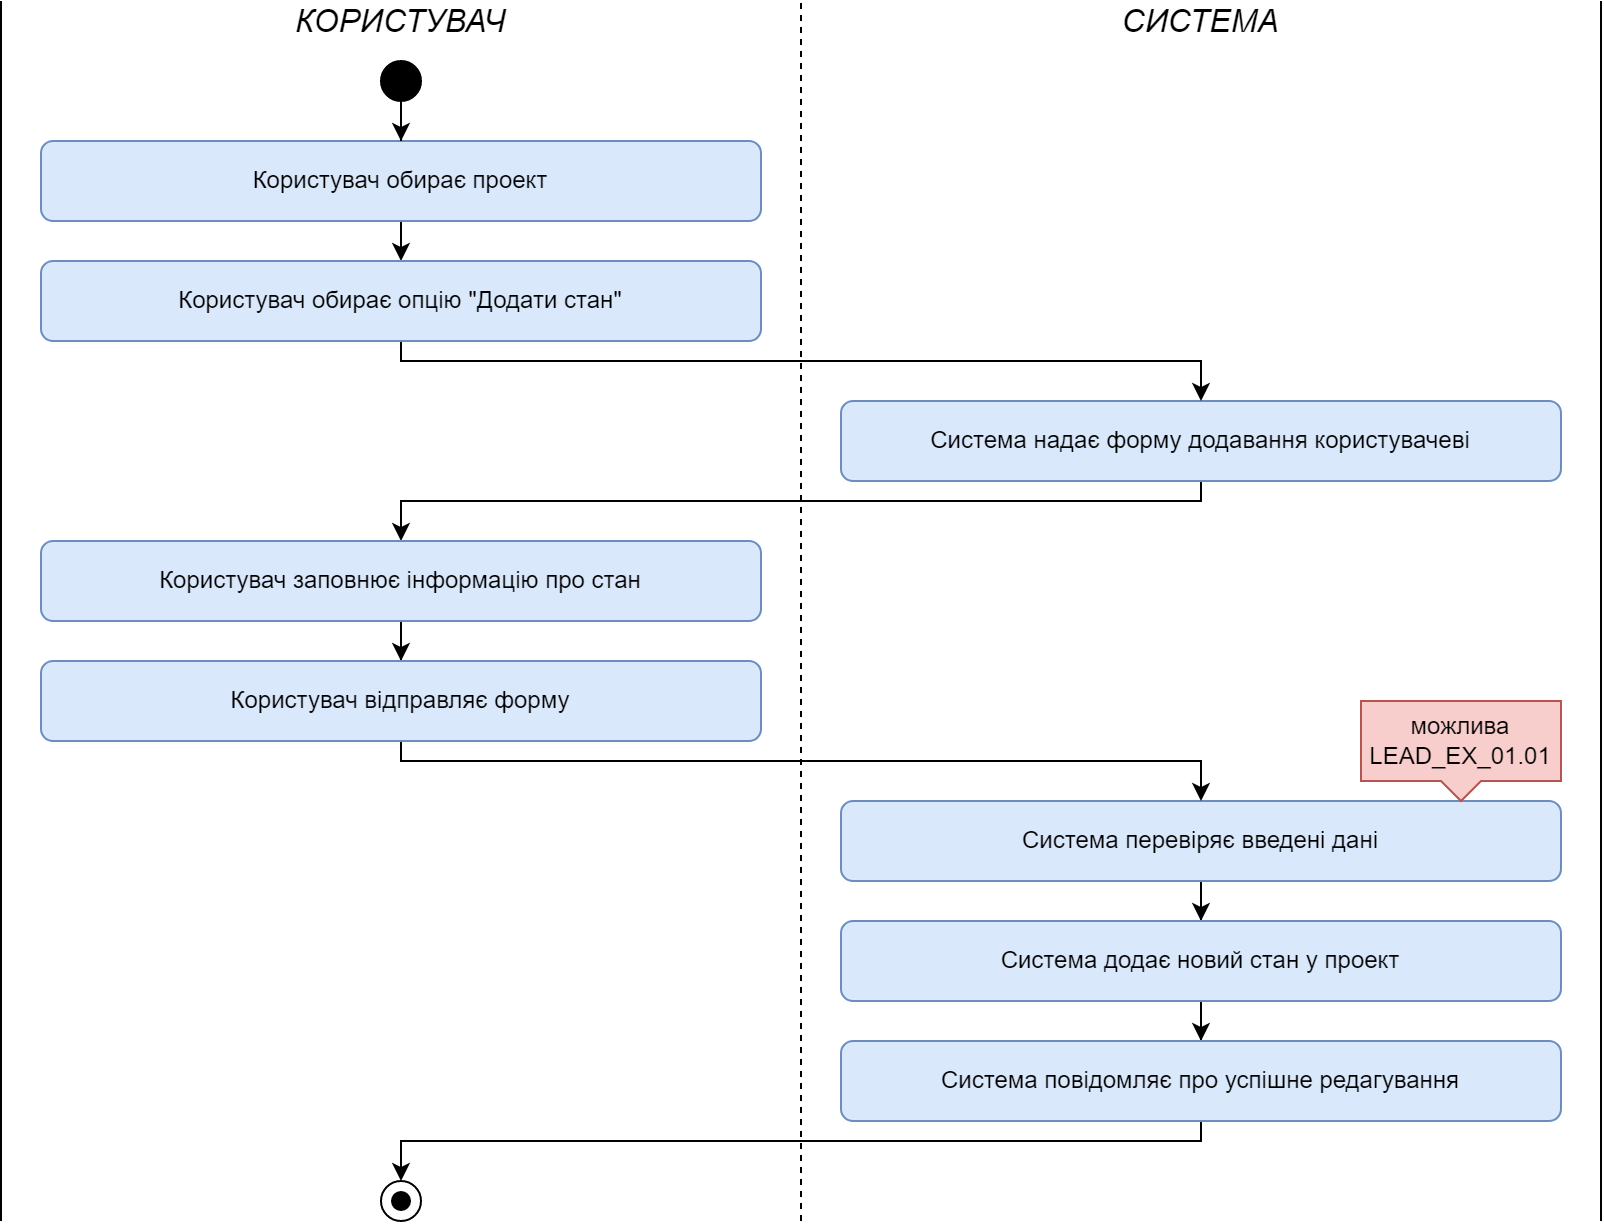 КОРИСТУВАЧ
СИСТЕМА
Користувач обирає проект
Користувач обирає опцію "Додати стан"
Система надає форму додавання користувачеві
Користувач заповнює інформацію про стан
Користувач відправляє форму
можлива
LEAD_EX_01.01
Система перевіряє введені дані
Система додає новий стан у проект
Система повідомляє про успішне редагування